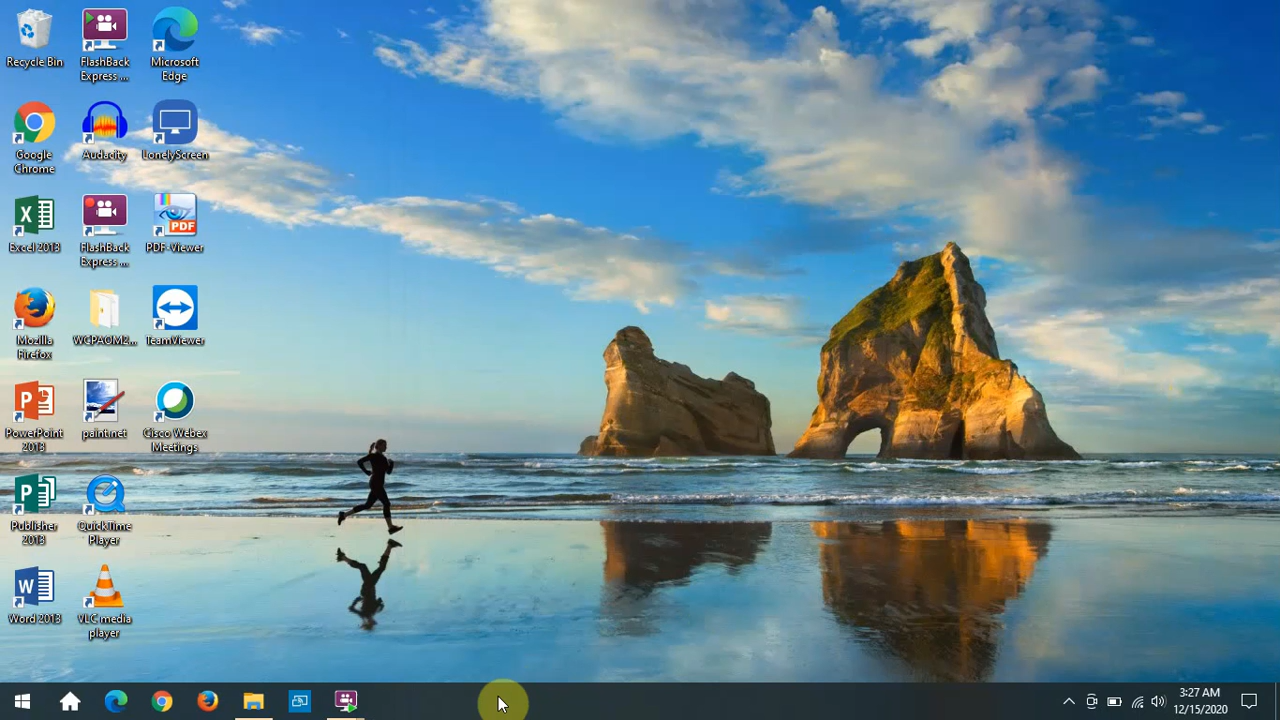 Recycle Bin
FlashBack
Express ...
Microsoft
Edge
Google
Chrome
Audacity
LonelyScreen
Excel 2013
FlashBack
Express ...
PDF-Viewer
PDF
Mozilla
Firefox
WCPAOM2...
TeamViewer
PowerPoint
2013
paint.net
Cisco Webex
Meetings
Publisher
2013
QuickTime
Player
Word 2013
VLC media
player
3:27 AM
12/15/2020